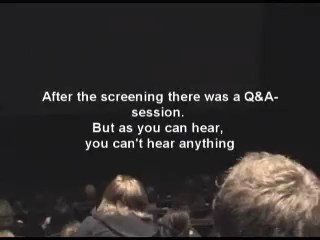 After the screening there was a Q&A-
session.
But as you can hear,
you can't hear anything